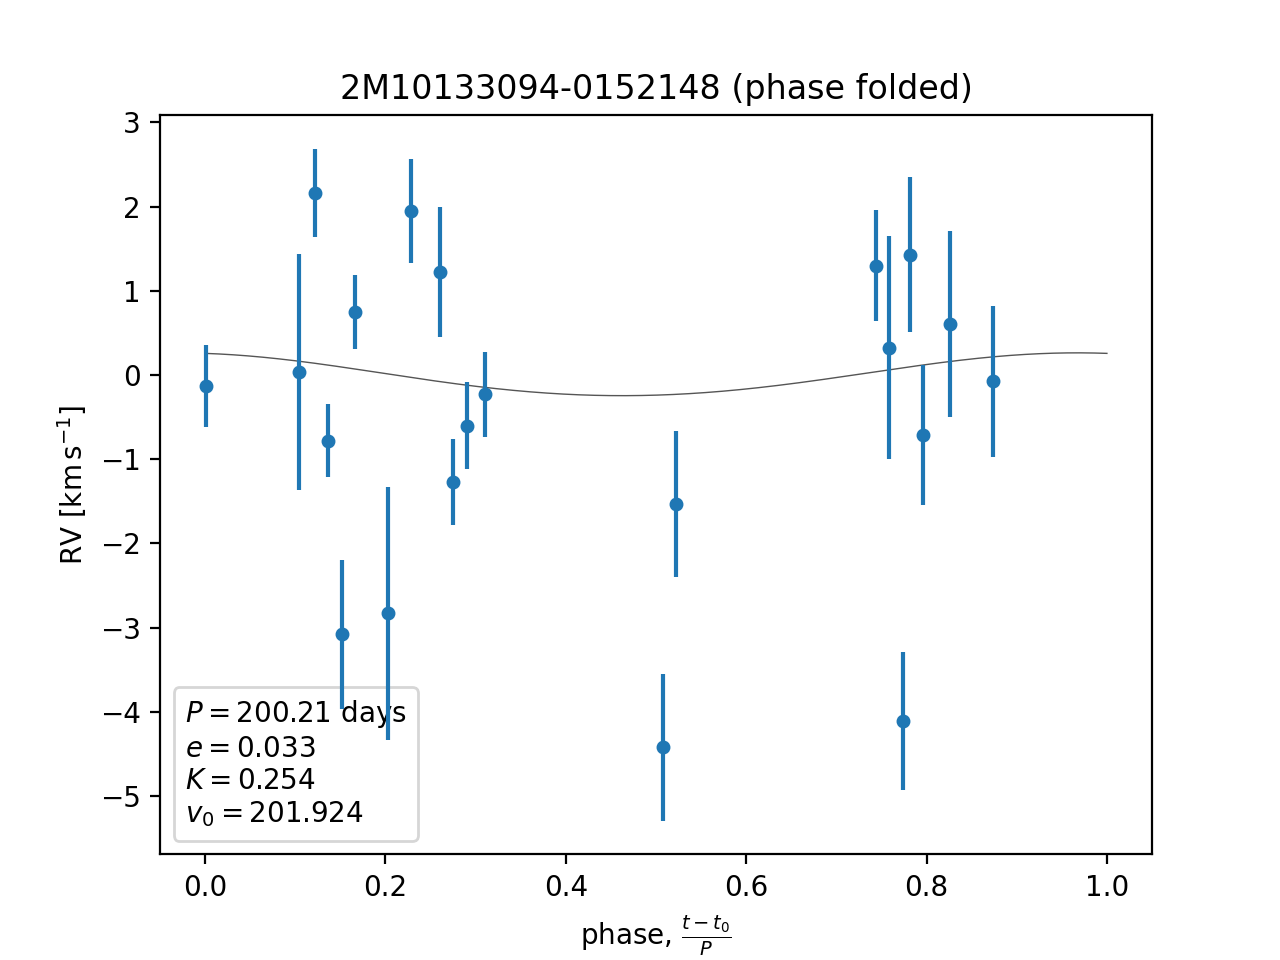 2M10133094-0152148 (phase folded)
3
2
1
0
−1
−2
−3
−4
−5
RV [km s⁻¹]
P = 200.21 days
e = 0.033
K = 0.254
v₀ = 201.924
0.0 0.2 0.4 0.6 0.8 1.0
phase, (t − t₀)/P